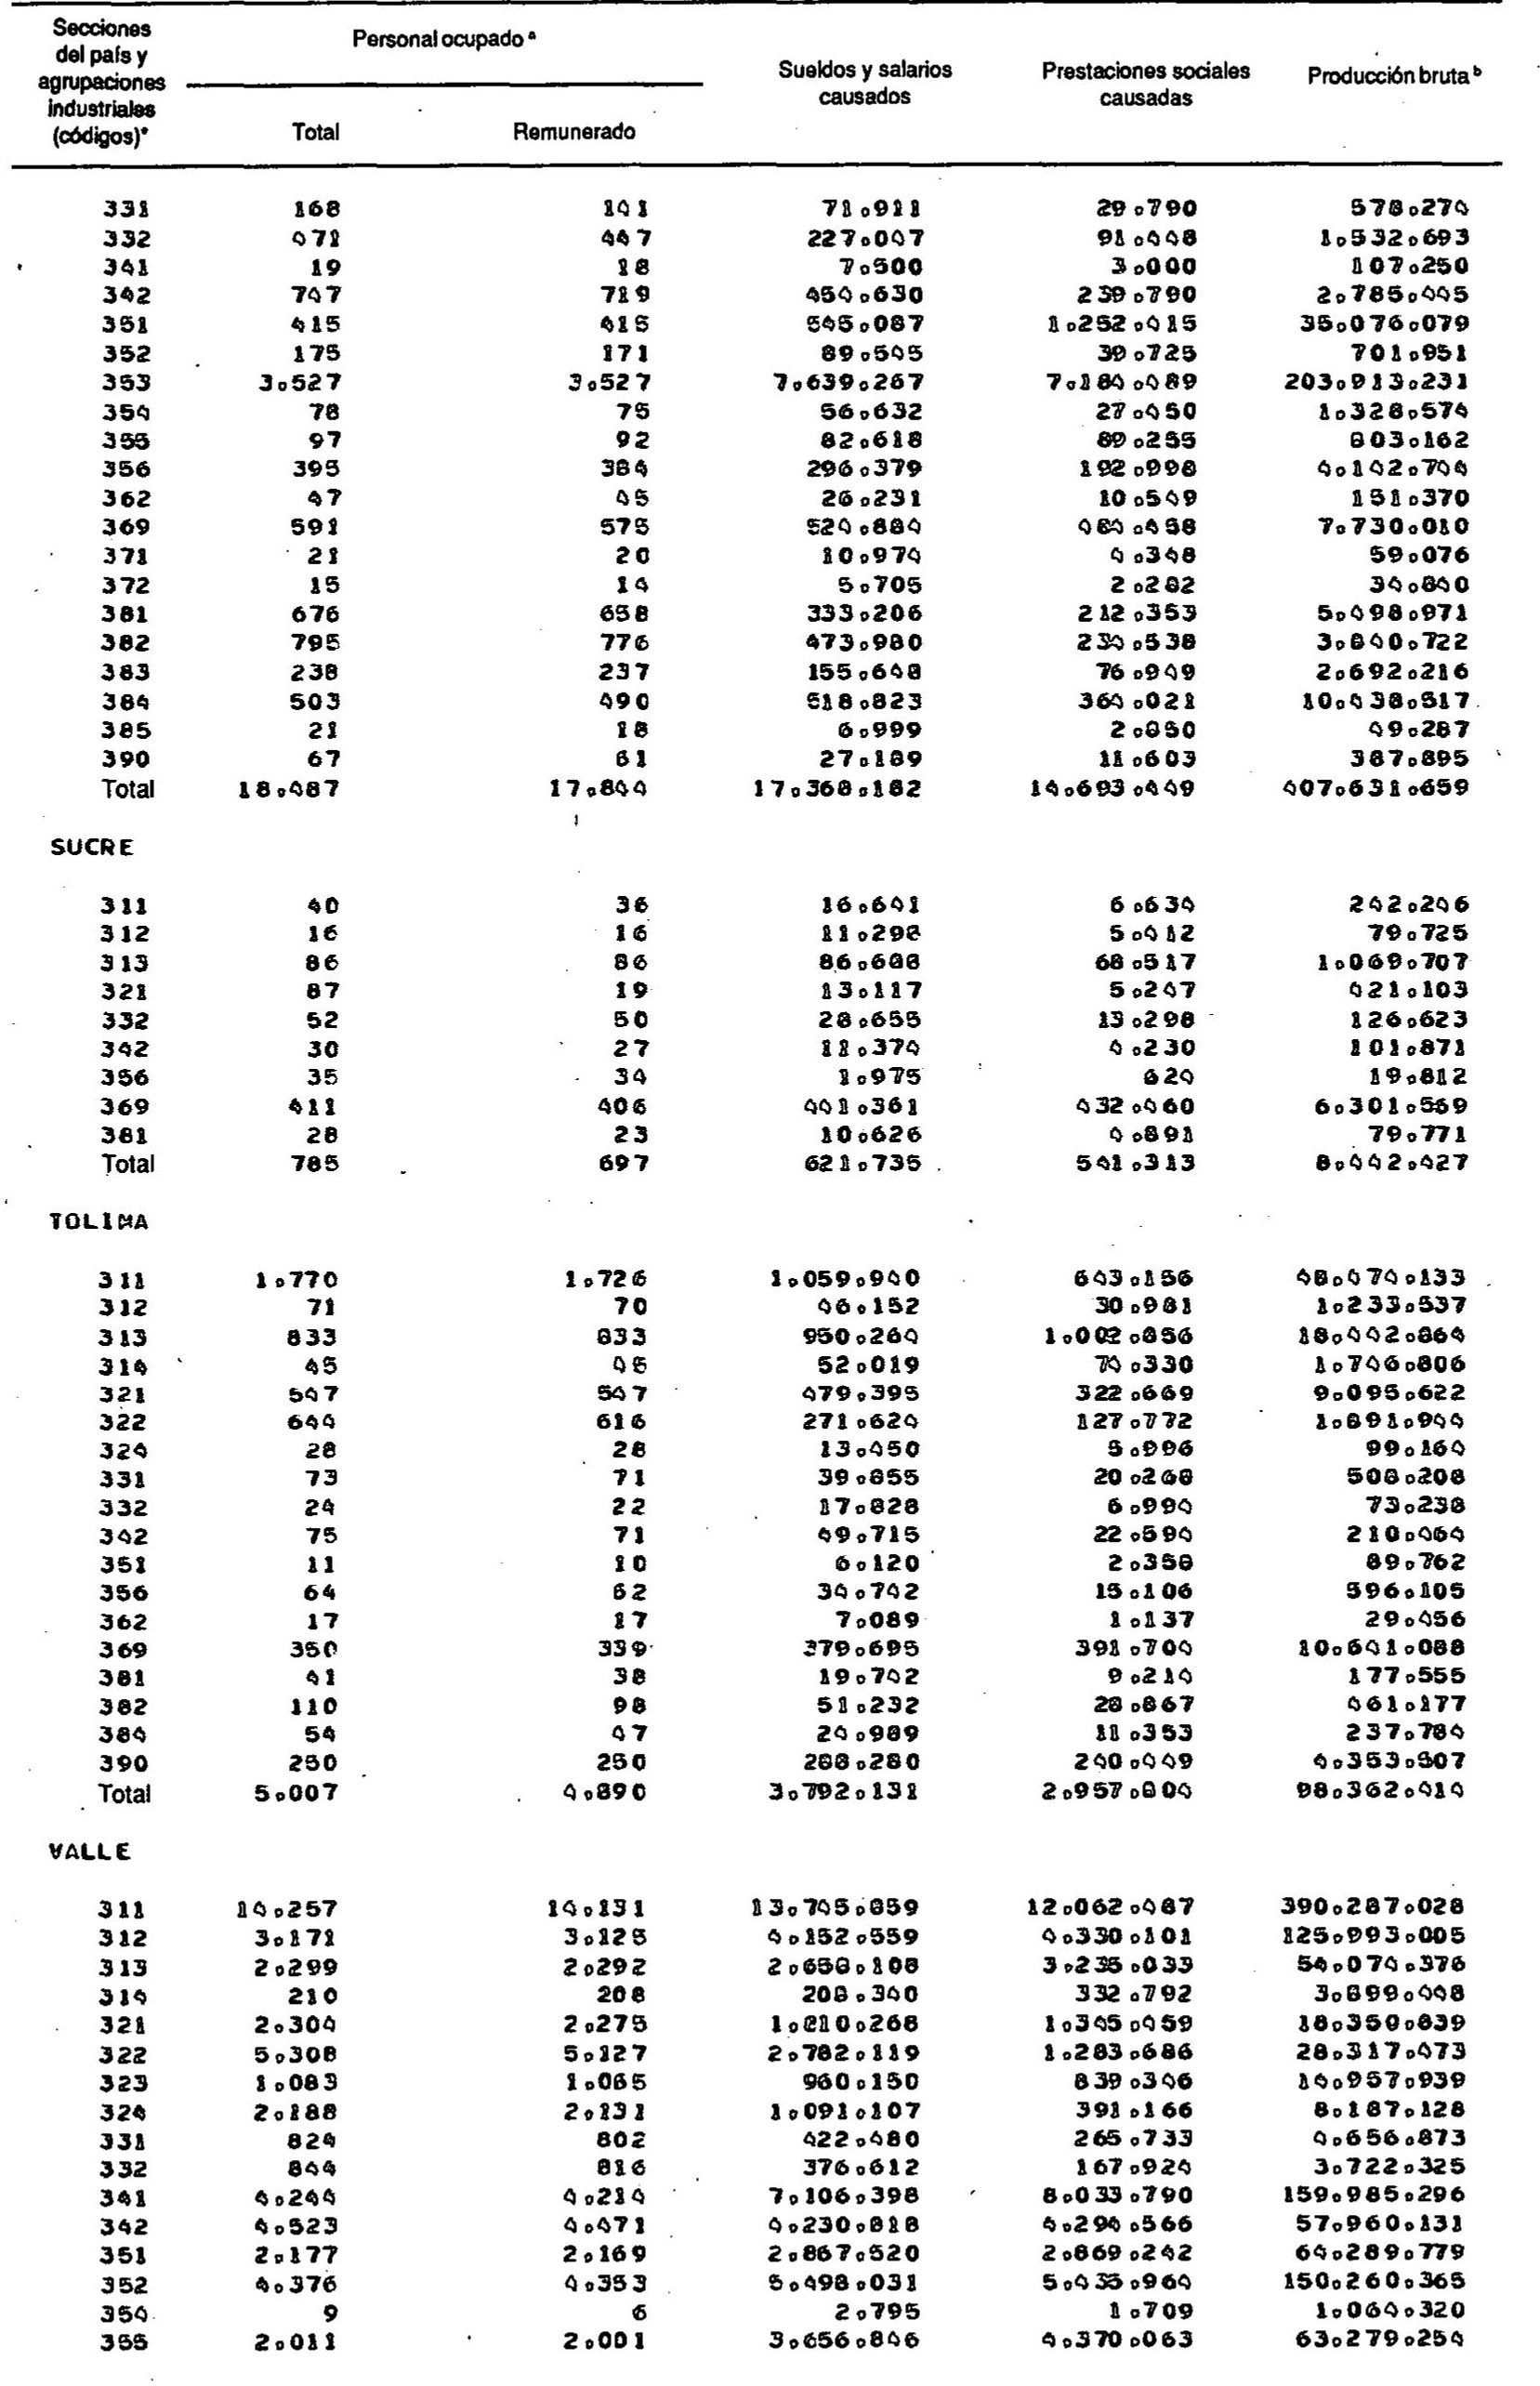 Secciones del país y agrupaciones industriales (códigos)* Personal ocupado a Sueldos y salarios causados Prestaciones sociales causadas Producción bruta b
Total Remunerado
331 168 141 71.911 29.790 578.274
332 471 447 227.047 91.448 1.532.693
341 19 18 7.500 3.000 107.250
342 747 719 454.630 239.790 2.785.445
351 415 415 545.087 1.252.415 35.076.079
352 175 171 89.545 39.725 701.951
353 3.527 3.527 7.639.267 7.184.489 203.913.231
354 78 75 56.632 27.450 1.328.574
355 97 92 82.618 89.255 803.162
356 395 384 296.379 192.998 4.142.744
362 47 45 26.231 10.549 151.370
369 591 575 524.884 464.458 7.730.010
371 21 20 10.974 4.348 59.076
372 15 14 5.705 2.282 34.840
381 676 658 333.206 212.353 5.498.971
382 795 776 473.980 234.538 3.840.722
383 238 237 155.648 76.949 2.692.216
384 503 490 518.823 364.021 10.438.517
385 21 18 6.999 2.850 49.287
390 67 61 27.189 11.603 387.895
Total 18.487 17.844 17.368.182 14.693.449 407.631.659
SUCRE
311 40 36 16.641 6.634 242.246
312 16 16 11.298 5.412 79.725
313 86 86 86.688 68.517 1.069.707
321 87 19 13.117 5.247 421.103
332 52 50 28.655 13.298 126.623
342 30 27 11.374 4.230 101.871
356 35 34 1.975 624 19.812
369 411 406 441.361 432.460 6.301.569
381 28 23 10.626 4.891 79.771
Total 785 697 621.735 541.313 8.442.427
TOLIMA
311 1.770 1.726 1.059.940 643.156 48.474.133
312 71 70 46.152 30.981 1.233.537
313 833 833 950.264 1.002.856 18.442.864
314 45 45 52.019 74.330 1.746.806
321 547 547 479.395 322.669 9.095.622
322 644 616 271.624 127.772 1.891.944
324 28 28 13.450 5.996 99.164
331 73 71 39.855 20.268 508.208
332 24 22 17.828 6.994 73.238
342 75 71 49.715 22.594 210.464
351 11 10 6.120 2.358 89.762
356 64 62 34.742 15.106 596.105
362 17 17 7.089 1.137 29.456
369 350 339 379.695 391.704 10.641.088
381 41 38 19.742 9.214 177.555
382 110 98 51.232 28.867 461.177
384 54 47 24.989 11.353 237.784
390 250 250 288.280 240.449 4.353.507
Total 5.007 4.890 3.792.131 2.957.804 98.362.414
VALLE
311 14.257 14.131 13.745.859 12.062.487 390.287.028
312 3.171 3.125 4.152.559 4.330.101 125.993.005
313 2.299 2.292 2.658.108 3.235.033 54.074.376
314 210 208 208.340 332.792 3.899.448
321 2.304 2.275 1.810.268 1.345.459 18.350.839
322 5.308 5.127 2.782.119 1.283.686 28.317.473
323 1.083 1.065 960.150 839.346 14.957.939
324 2.188 2.131 1.091.107 391.166 8.187.128
331 824 802 422.480 265.733 4.656.873
332 844 816 376.612 167.924 3.722.325
341 4.244 4.214 7.106.398 8.033.790 159.985.296
342 4.523 4.471 4.230.818 4.294.566 57.960.131
351 2.177 2.169 2.867.520 2.869.242 64.289.779
352 4.376 4.353 5.498.031 5.435.964 150.260.365
354 9 6 2.795 1.709 1.064.320
355 2.011 2.001 3.656.846 4.370.063 63.279.254